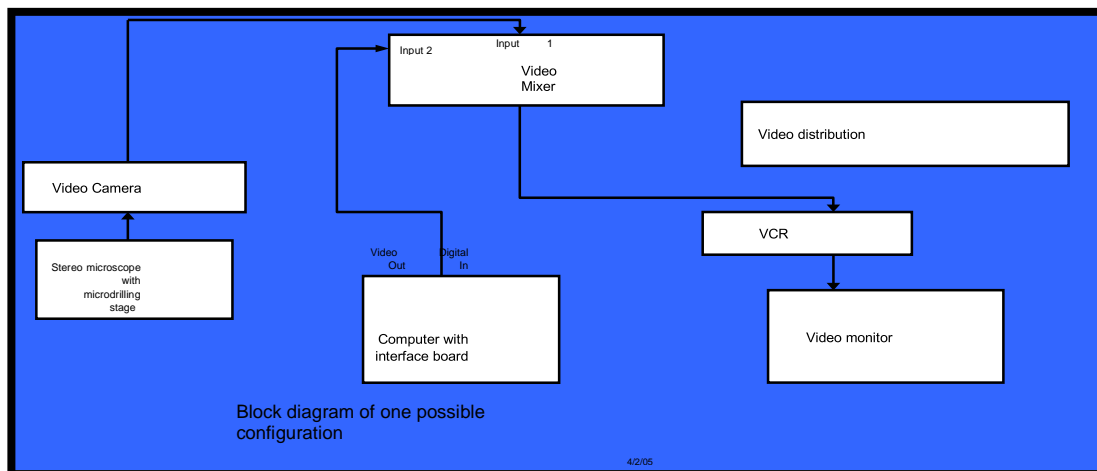 Input 1
Input 2
Video
Mixer
Video distribution
Video Camera
VCR
Stereo microscope
with
microdrilling
stage
Video
Out
Digital
In
Computer with
interface board
Video monitor
Block diagram of one possible
configuration
4/2/05